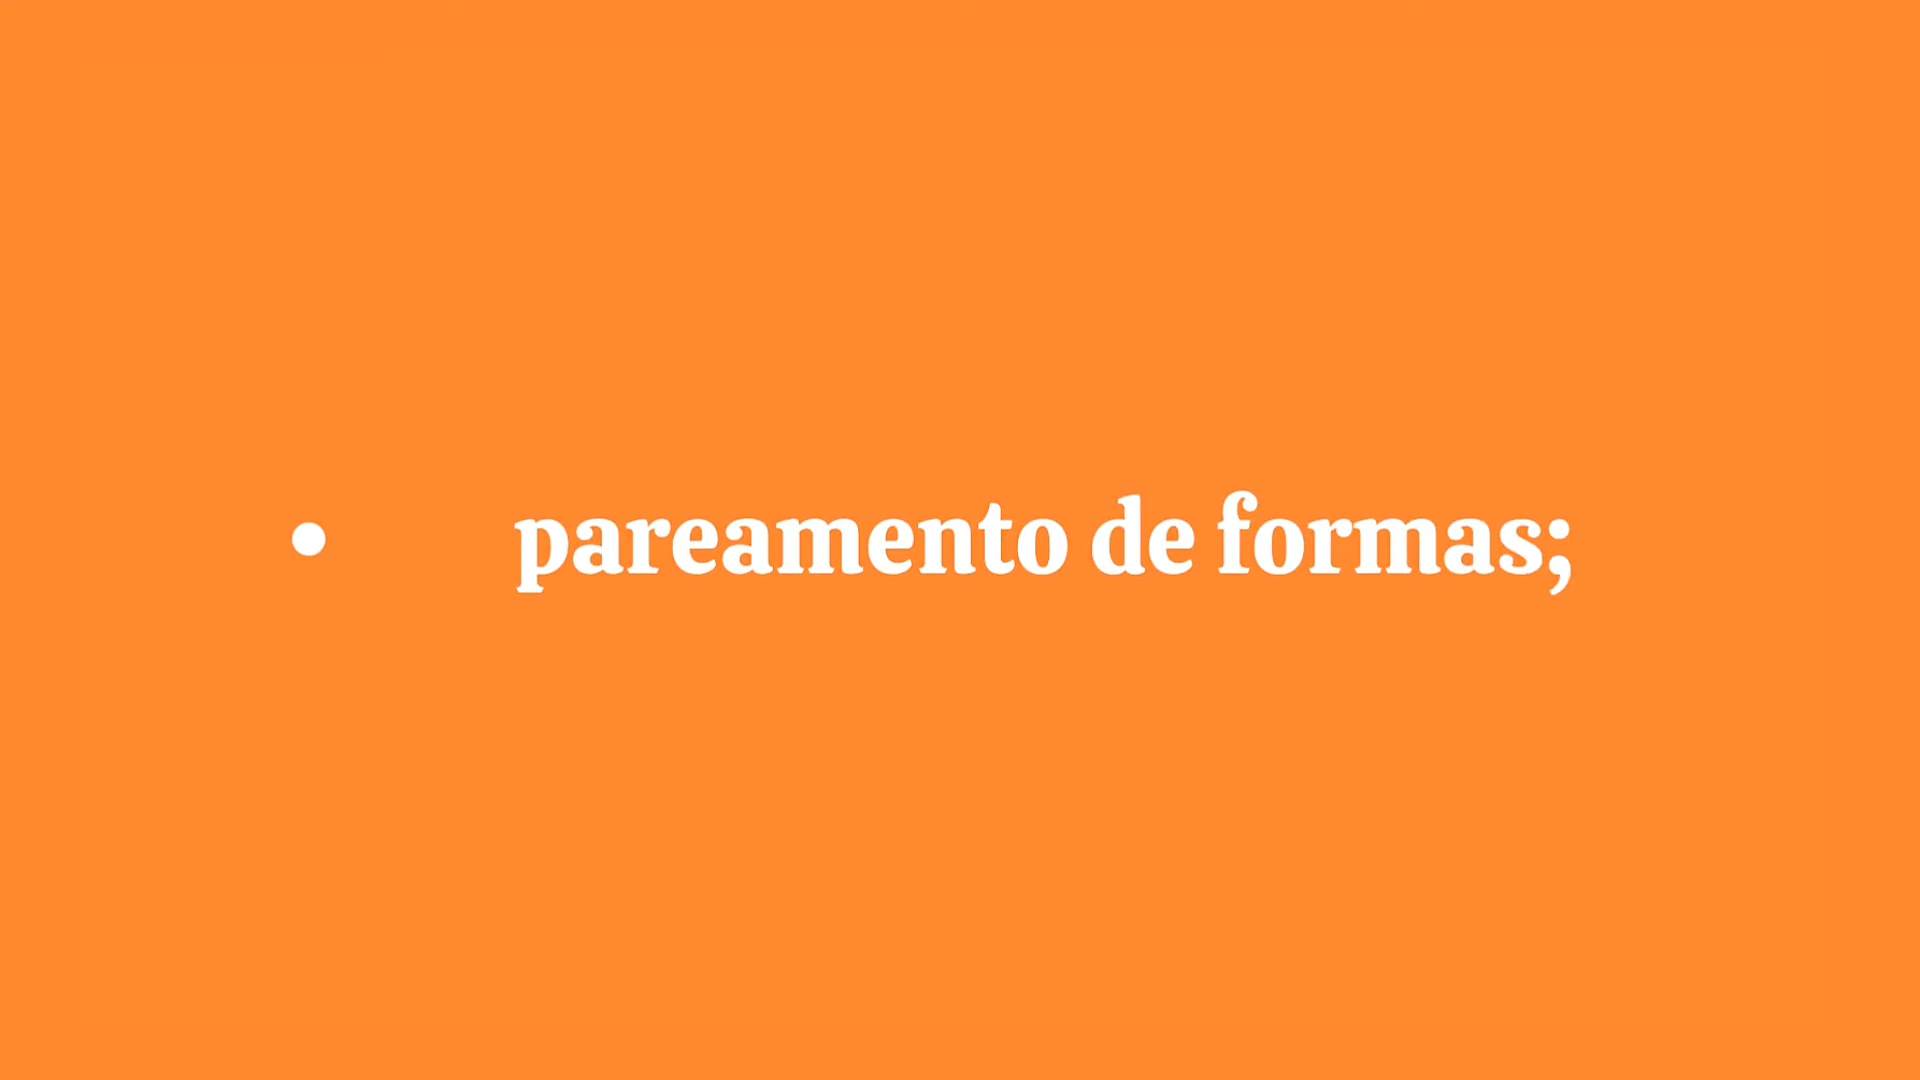 • pareamento de formas;